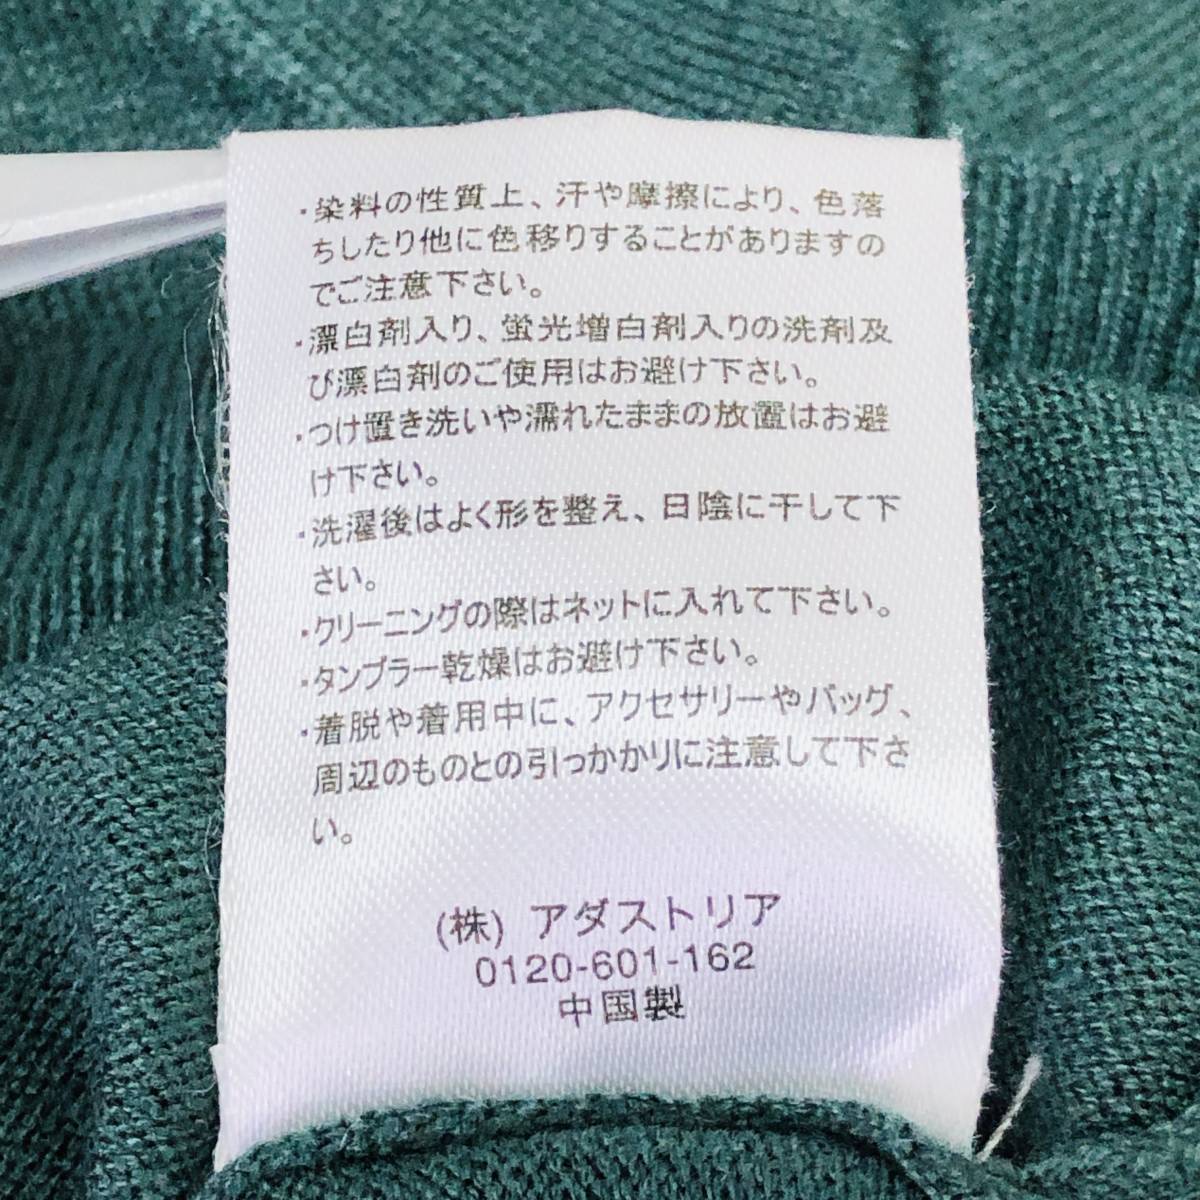 ・染料の性質上、汗や摩擦により、色落
ちしたり他に色移りすることがありますの
でご注意下さい。
・漂白剤入り、蛍光増白剤入りの洗剤及
び漂白剤のご使用はお避け下さい。
・つけ置き洗いや濡れたままの放置はお避
け下さい。
・洗濯後はよく形を整え、日陰に干して下
さい。
・クリーニングの際はネットに入れて下さい。
・タンブラー乾燥はお避け下さい。
・着脱や着用中に、アクセサリーやバッグ、
周辺のものとの引っかかりに注意して下さ
い。
(株) アダストリア
0120-601-162
中国製